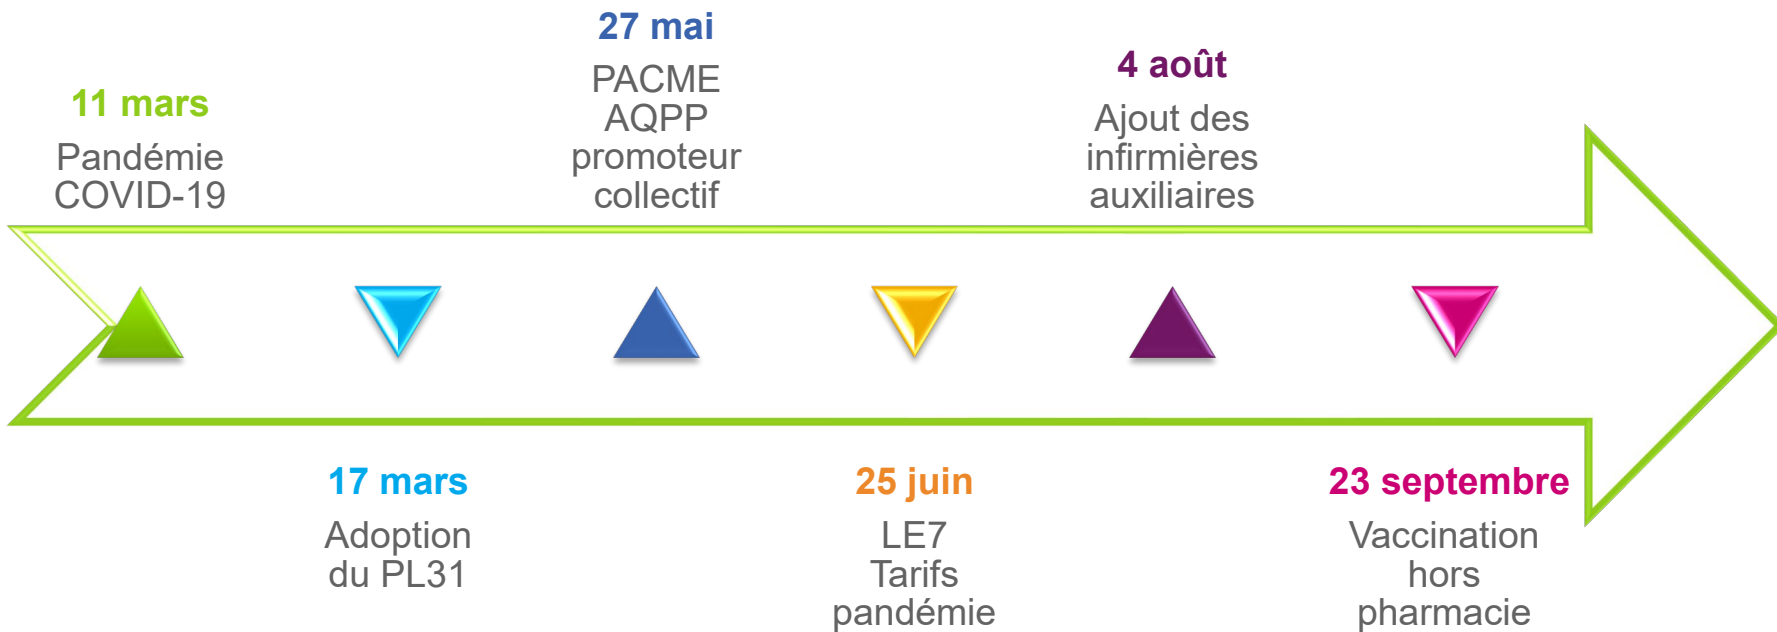 11 mars
Pandémie
COVID-19
17 mars
Adoption
du PL31
27 mai
PACME
AQPP
promoteur
collectif
25 juin
LE7
Tarifs
pandémie
4 août
Ajout des
infirmières
auxiliaires
23 septembre
Vaccination
hors
pharmacie